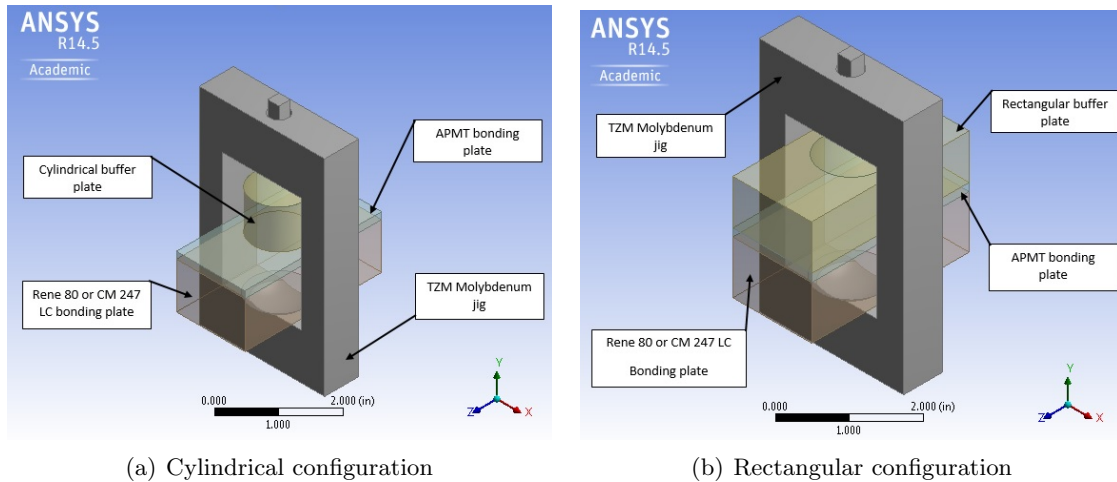 ANSYS
R14.5
Academic
APMT bonding
plate
Cylindrical buffer
plate
Rene 80 or CM 247
LC bonding plate
TZM Molybdenum
jig
0.000
2.000 (in)
1.000
Y
Z
X
(a) Cylindrical configuration
ANSYS
R14.5
Academic
Rectangular buffer
plate
TZM Molybdenum
jig
APMT bonding
plate
Rene 80 or CM 247 LC
Bonding plate
0.000
2.000 (in)
1.000
Y
Z
X
(b) Rectangular configuration